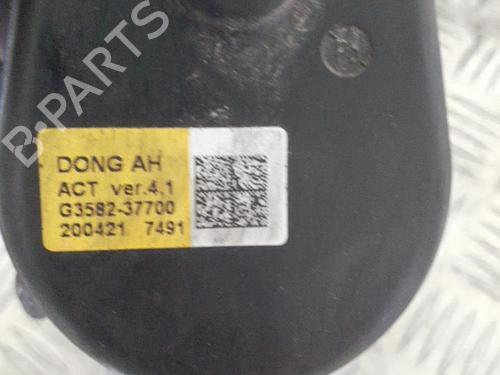 B-PARTS
DONG AH
ACT ver.4.1
G3582-37700
200421 7491